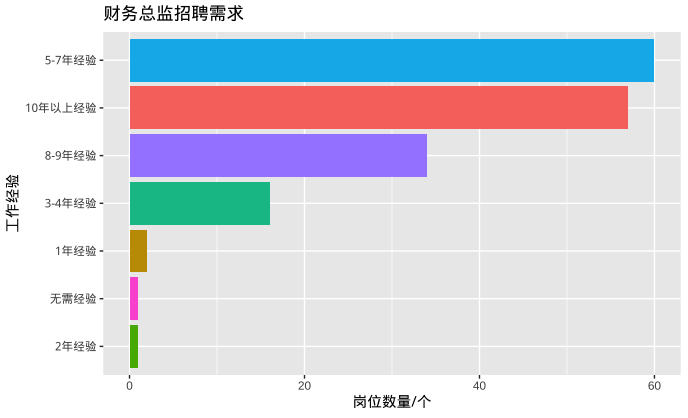 财务总监招聘需求
5-7年经验
10年以上经验
8-9年经验
3-4年经验
1年经验
无需经验
2年经验
工作经验
0 20 40 60
岗位数量/个